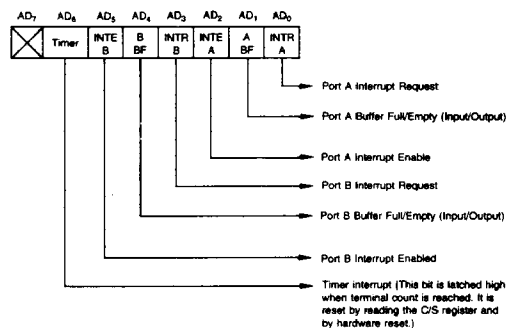 AD7 AD6 AD5 AD4 AD3 AD2 AD1 AD0
Timer INTE B B BF INTR B INTE A A BF INTR A
Port A Interrupt Request
Port A Buffer Full/Empty (Input/Output)
Port A Interrupt Enable
Port B Interrupt Request
Port B Buffer Full/Empty (Input/Output)
Port B Interrupt Enabled
Timer interrupt (This bit is latched high
when terminal count is reached. It is
reset by reading the C/S register and
by hardware reset.)